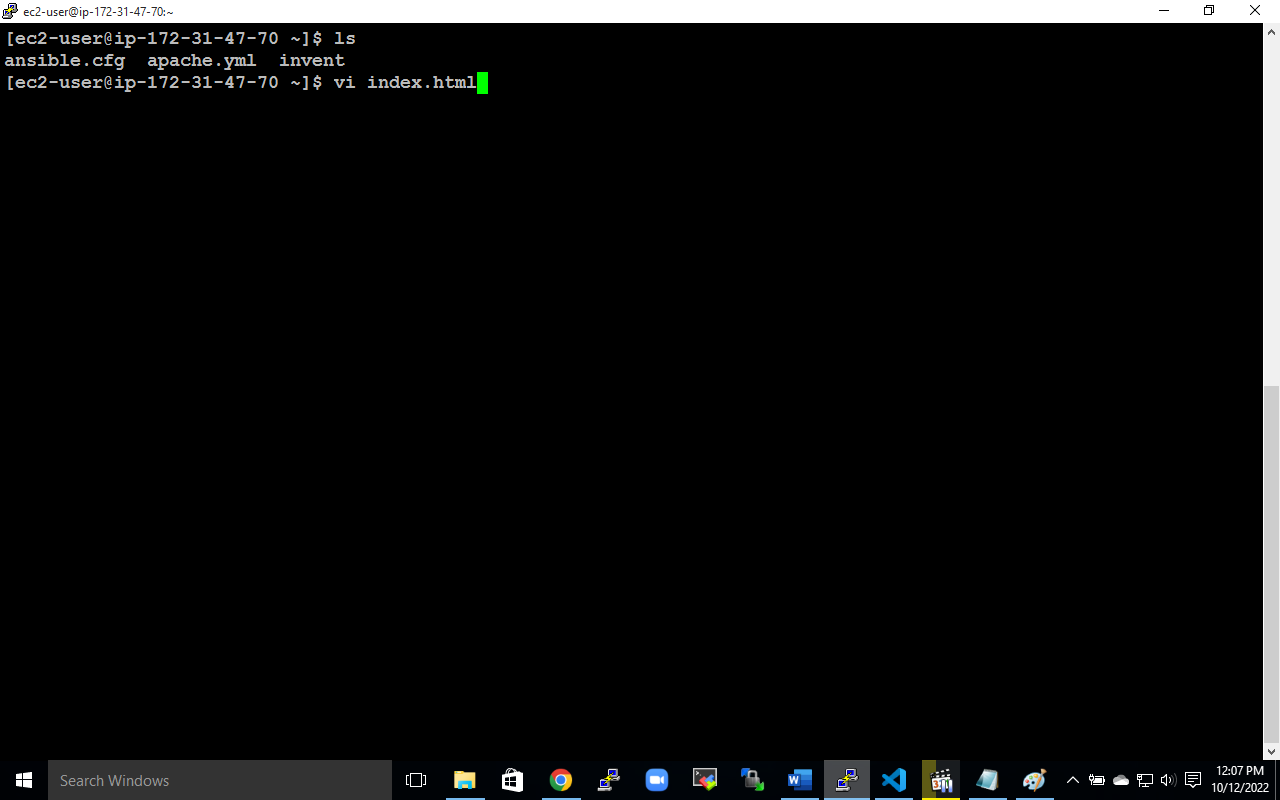 ec2-user@ip-172-31-47-70:~
[ec2-user@ip-172-31-47-70 ~]$ ls
ansible.cfg  apache.yml  invent
[ec2-user@ip-172-31-47-70 ~]$ vi index.html
Search Windows
12:07 PM
10/12/2022